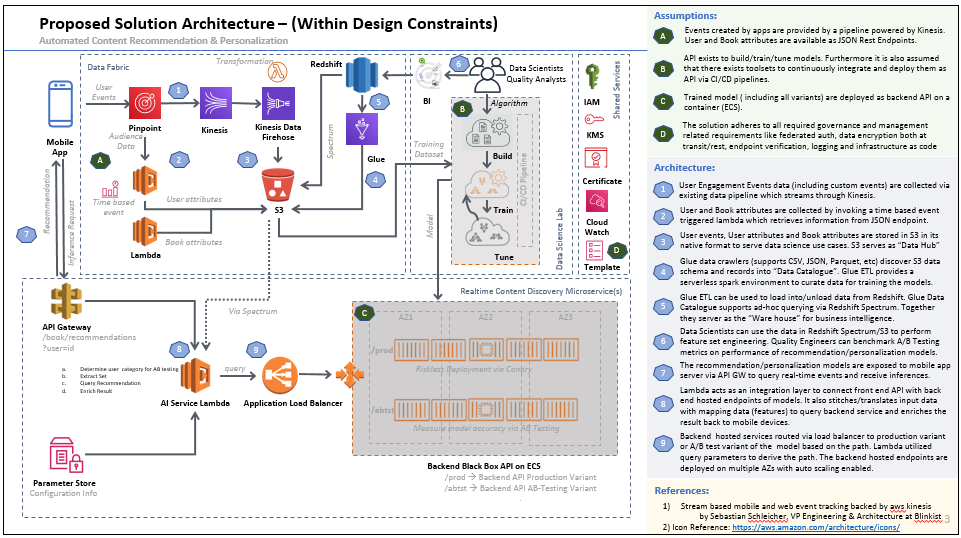 Proposed Solution Architecture – (Within Design Constraints)
Automated Content Recommendation & Personalization
Data Fabric
Transformation
Redshift
User
Events
1
Pinpoint
Kinesis
Kinesis Data
Firehose
Mobile
App
Audience
Data
A
2
3
Time based
event
User attributes
Book attributes
Lambda
S3
Spectrum
5
Glue
4
Training
Dataset
BI
6
Data Scientists
Quality Analysts
B
Algorithm
Build
Train
Tune
CI/CD Pipeline
Model
Data Science Lab
IAM
KMS
Certificate
Cloud
Watch
D
Template
Shared Services
7
Recommendation
Inference Request
API Gateway
/book/recommendations
?user=id
a. Determine user category for AB testing
b. Extract Set
c. Query Recommendation
d. Enrich Result
Via Spectrum
8
AI Service Lambda
query
9
Application Load Balancer
Parameter Store
Configuration Info
Realtime Content Discovery Microservice(s)
C
AZ1
AZ2
AZ3
/prod
Riskless Deployment via Canary
/abtst
Measure model accuracy via AB Testing
Backend Black Box API on ECS
/prod → Backend API Production Variant
/abtst → Backend API AB-Testing Variant
Assumptions:
A Events created by apps are provided by a pipeline powered by Kinesis.
User and Book attributes are available as JSON Rest Endpoints.
B API exists to build/train/tune models. Furthermore it is also assumed
that there exists toolsets to continuously integrate and deploy them as
API via CI/CD pipelines.
C Trained model ( including all variants) are deployed as backend API on a
container (ECS).
D The solution adheres to all required governance and management
related requirements like federated auth, data encryption both at
transit/rest, endpoint verification, logging and infrastructure as code
Architecture:
1 User Engagement Events data (including custom events) are collected via
existing data pipeline which streams through Kinesis.
2 User and Book attributes are collected by invoking a time based event
triggered lambda which retrieves information from JSON endpoint.
3 User events, User attributes and Book attributes are stored in S3 in its
native format to serve data science use cases. S3 serves as “Data Hub”
4 Glue data crawlers (supports CSV, JSON, Parquet, etc) discover S3 data
schema and records into “Data Catalogue”. Glue ETL provides a
serverless spark environment to curate data for training the models.
5 Glue ETL can be used to load into/unload data from Redshift. Glue Data
Catalogue supports ad-hoc querying via Redshift Spectrum. Together
they server as the “Ware house” for business intelligence.
6 Data Scientists can use the data in Redshift Spectrum/S3 to perform
feature set engineering. Quality Engineers can benchmark A/B Testing
metrics on performance of recommendation/personalization models.
7 The recommendation/personalisation models are exposed to mobile app
server via API GW to query real-time events and receive inferences.
8 Lambda acts as an integration layer to connect front end API with back
end hosted endpoints of models. It also stitches/translates input data
with mapping data (features) to query backend service and enriches the
result back to mobile devices.
9 Backend hosted services routed via load balancer to production variant
or A/B test variant of the model based on the path. Lambda utilized
query parameters to derive the path. The backend hosted endpoints are
deployed on multiple AZs with auto scaling enabled.
References:
1) Stream based mobile and web event tracking backed by aws kinesis
by Sebastian Schleicher, VP Engineering & Architecture at Blinkist
2) Icon Reference: https://aws.amazon.com/architecture/icons/
3